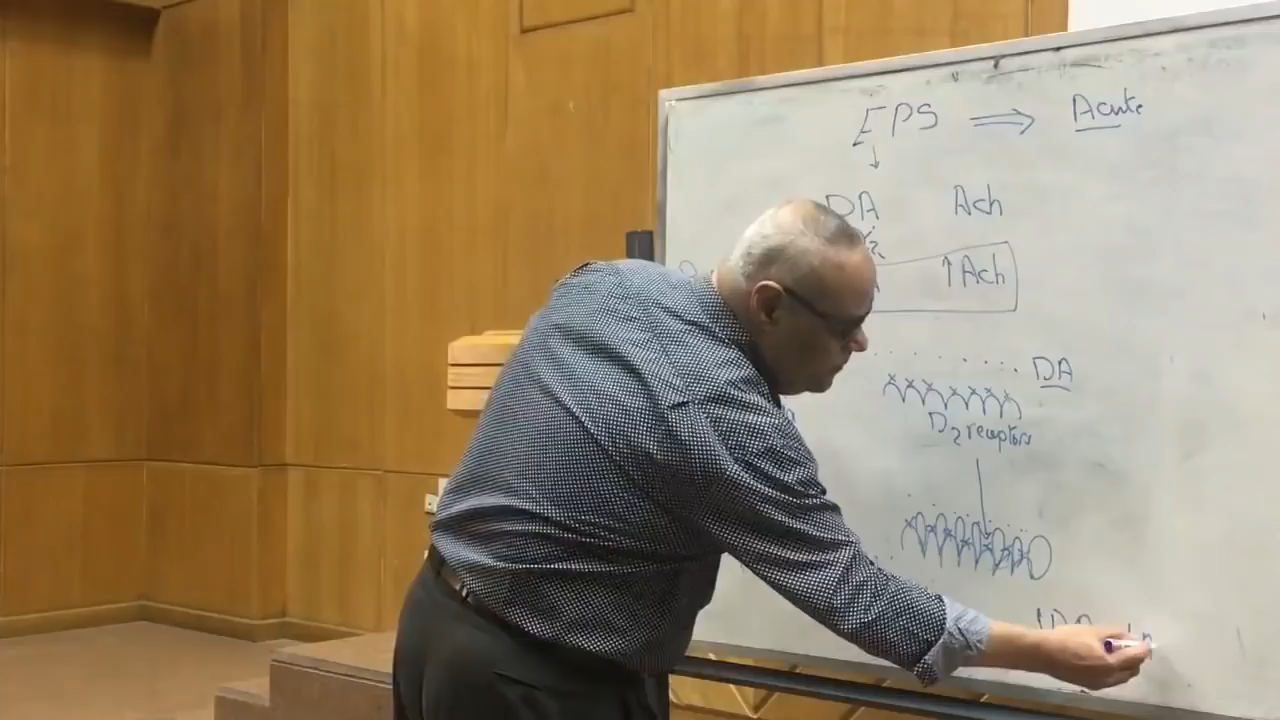 EPS ⟹ Acute
↓
DA Ach
↑Ach
DA
D2 receptors